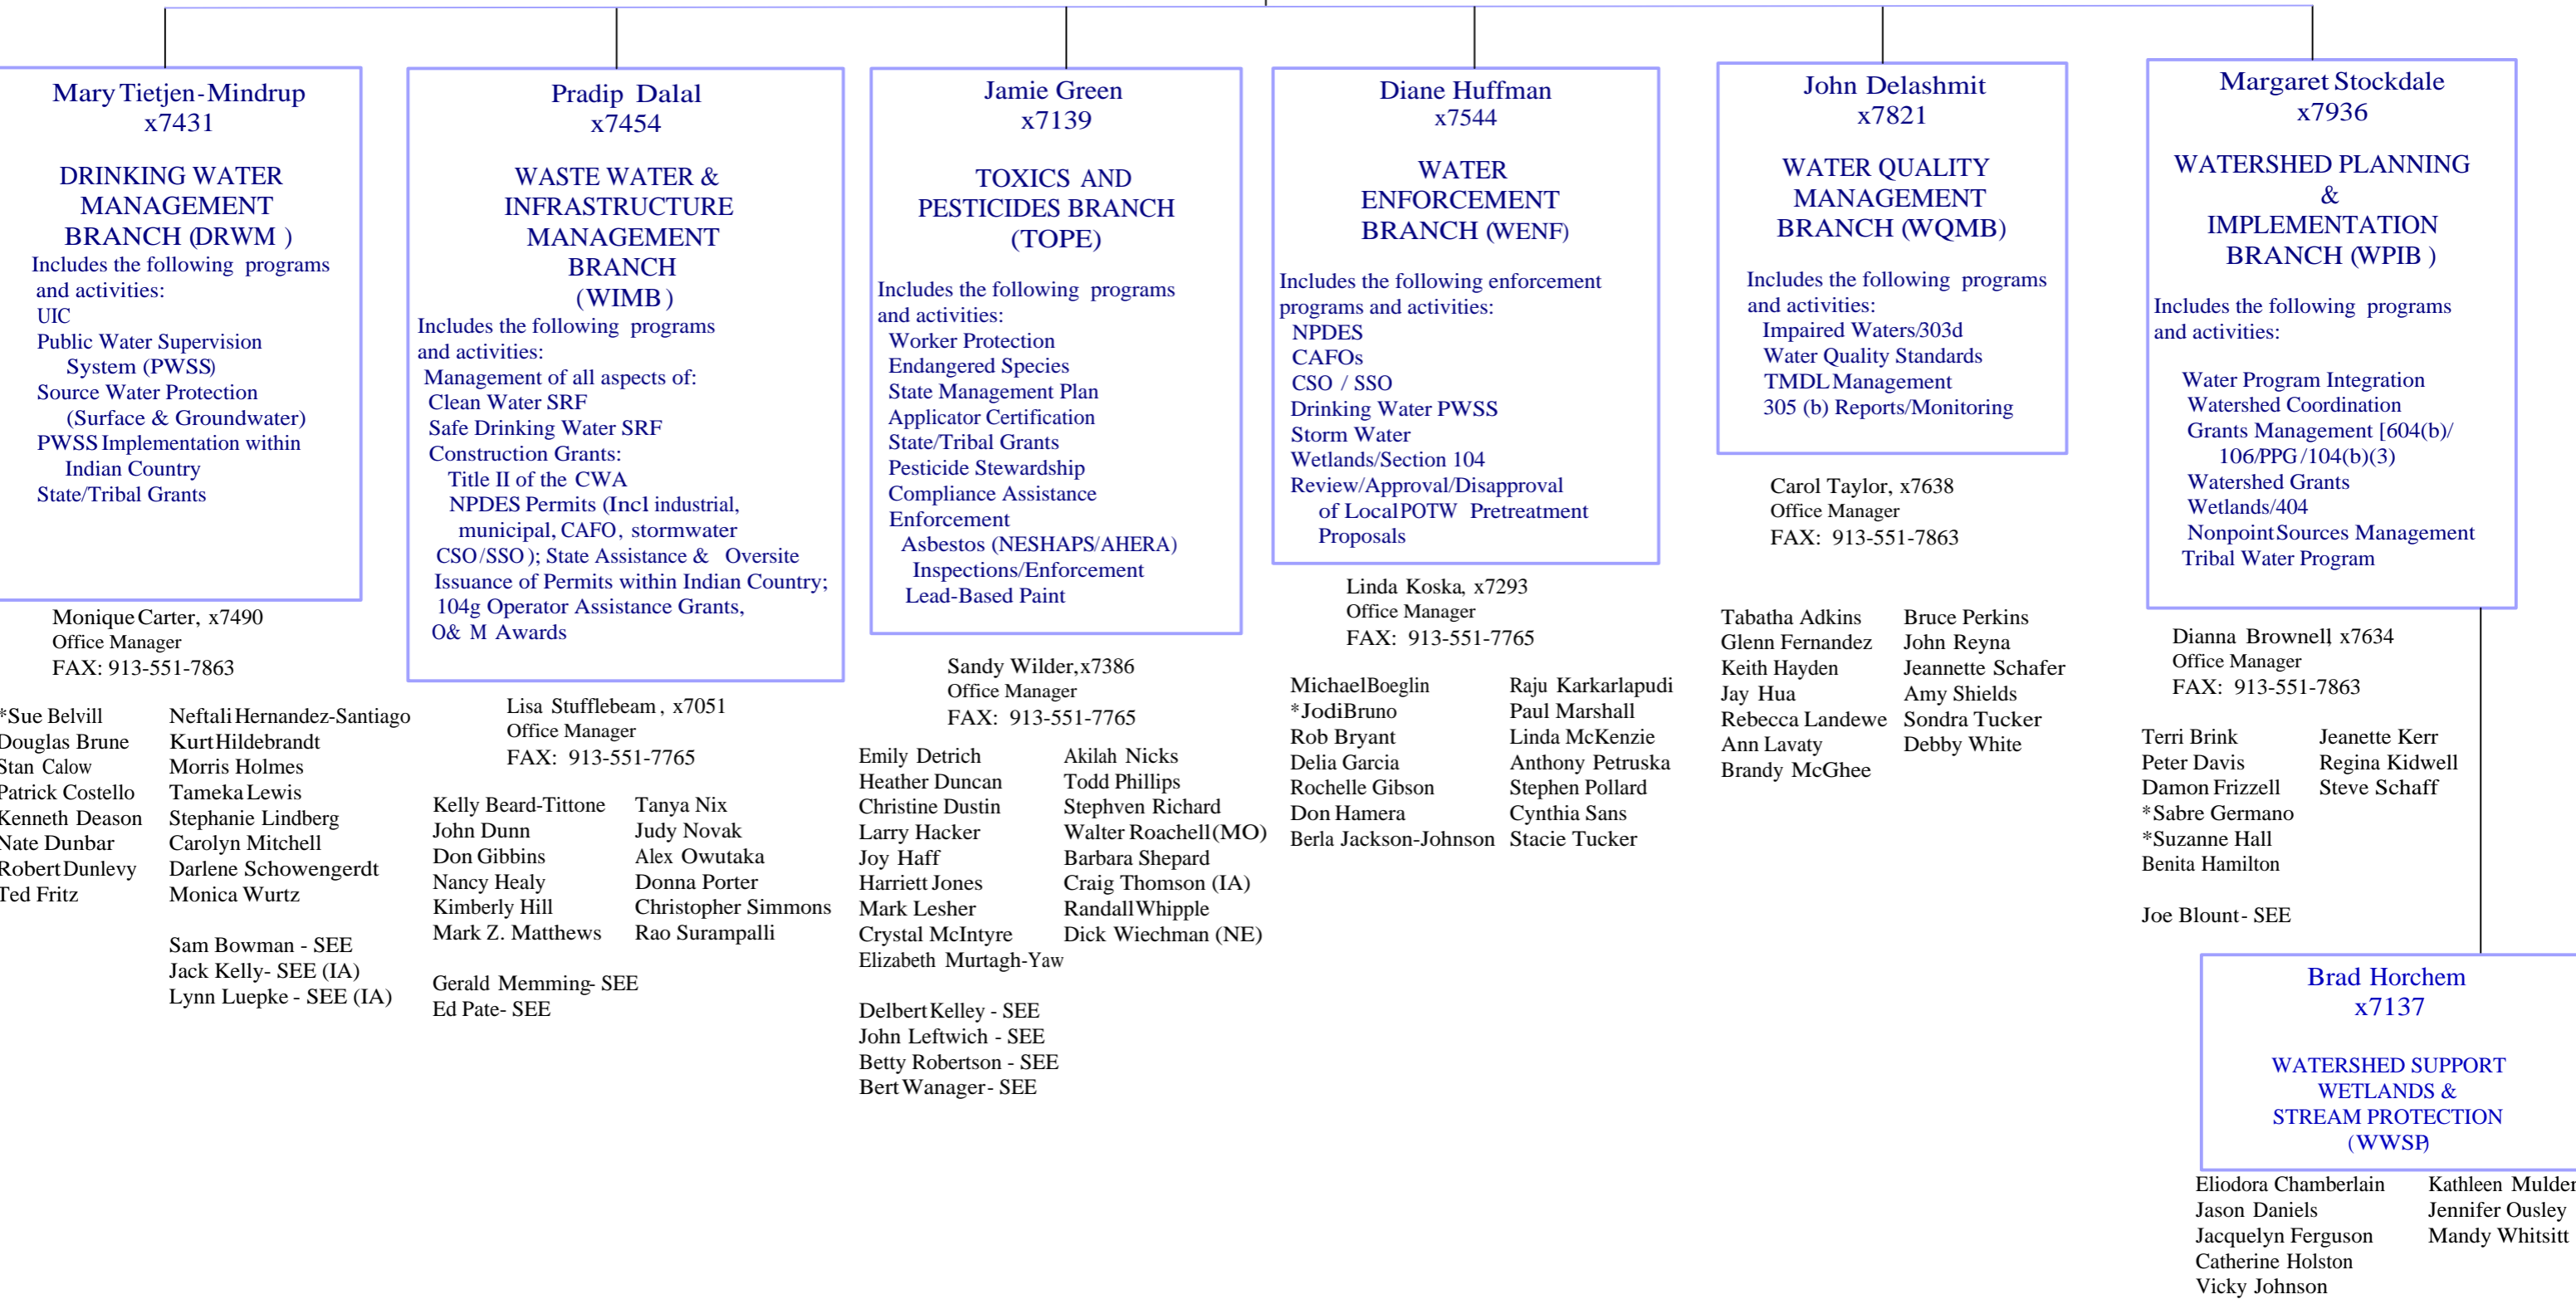 Mary Tietjen-Mindrup
x7431
DRINKING WATER
MANAGEMENT
BRANCH (DRWM )
Includes the following programs
and activities:
UIC
Public Water Supervision
System (PWSS)
Source Water Protection
(Surface & Groundwater)
PWSS Implementation within
Indian Country
State/Tribal Grants
Monique Carter, x7490
Office Manager
FAX: 913-551-7863
*Sue Belvill
Douglas Brune
Stan Calow
Patrick Costello
Kenneth Deason
Nate Dunbar
Robert Dunlevy
Ted Fritz
Neftali Hernandez-Santiago
Kurt Hildebrandt
Morris Holmes
Tameka Lewis
Stephanie Lindberg
Carolyn Mitchell
Darlene Schowengerdt
Monica Wurtz
Sam Bowman - SEE
Jack Kelly- SEE (IA)
Lynn Luepke - SEE (IA)
Pradip Dalal
x7454
WASTE WATER &
INFRASTRUCTURE
MANAGEMENT
BRANCH
(WIMB )
Includes the following programs
and activities:
Management of all aspects of:
Clean Water SRF
Safe Drinking Water SRF
Construction Grants:
Title II of the CWA
NPDES Permits (Incl industrial,
municipal, CAFO, stormwater
CSO/SSO ); State Assistance & Oversite
Issuance of Permits within Indian Country;
104g Operator Assistance Grants,
O& M Awards
Lisa Stufflebeam , x7051
Office Manager
FAX: 913-551-7765
Kelly Beard-Tittone
John Dunn
Don Gibbins
Nancy Healy
Kimberly Hill
Mark Z. Matthews
Tanya Nix
Judy Novak
Alex Owutaka
Donna Porter
Christopher Simmons
Rao Surampalli
Gerald Memming- SEE
Ed Pate- SEE
Jamie Green
x7139
TOXICS AND
PESTICIDES BRANCH
(TOPE)
Includes the following programs
and activities:
Worker Protection
Endangered Species
State Management Plan
Applicator Certification
State/Tribal Grants
Pesticide Stewardship
Compliance Assistance
Enforcement
Asbestos (NESHAPS/AHERA)
Inspections/Enforcement
Lead-Based Paint
Sandy Wilder,x7386
Office Manager
FAX: 913-551-7765
Emily Detrich
Heather Duncan
Christine Dustin
Larry Hacker
Joy Haff
Harriett Jones
Mark Lesher
Crystal McIntyre
Elizabeth Murtagh-Yaw
Akilah Nicks
Todd Phillips
Stephven Richard
Walter Roachell(MO)
Barbara Shepard
Craig Thomson (IA)
Randall Whipple
Dick Wiechman (NE)
Delbert Kelley - SEE
John Leftwich - SEE
Betty Robertson - SEE
Bert Wanager- SEE
Diane Huffman
x7544
WATER
ENFORCEMENT
BRANCH (WENF)
Includes the following enforcement
programs and activities:
NPDES
CAFOs
CSO / SSO
Drinking Water PWSS
Storm Water
Wetlands/Section 104
Review/Approval/Disapproval
of Local POTW Pretreatment
Proposals
Linda Koska, x7293
Office Manager
FAX: 913-551-7765
Michael Boeglin
*Jodi Bruno
Rob Bryant
Delia Garcia
Rochelle Gibson
Don Hamera
Berla Jackson-Johnson
Raju Karkarlapudi
Paul Marshall
Linda McKenzie
Anthony Petruska
Stephen Pollard
Cynthia Sans
Stacie Tucker
John Delashmit
x7821
WATER QUALITY
MANAGEMENT
BRANCH (WQMB)
Includes the following programs
and activities:
Impaired Waters/303d
Water Quality Standards
TMDL Management
305 (b) Reports/Monitoring
Carol Taylor, x7638
Office Manager
FAX: 913-551-7863
Tabatha Adkins
Glenn Fernandez
Keith Hayden
Jay Hua
Rebecca Landewe
Ann Lavaty
Brandy McGhee
Bruce Perkins
John Reyna
Jeannette Schafer
Amy Shields
Sondra Tucker
Debby White
Margaret Stockdale
x7936
WATERSHED PLANNING
&
IMPLEMENTATION
BRANCH (WPIB )
Includes the following programs
and activities:
Water Program Integration
Watershed Coordination
Grants Management [604(b)/
106/PPG/104(b)(3)
Watershed Grants
Wetlands/404
Nonpoint Sources Management
Tribal Water Program
Dianna Brownell, x7634
Office Manager
FAX: 913-551-7863
Terri Brink
Peter Davis
Damon Frizzell
*Sabre Germano
*Suzanne Hall
Benita Hamilton
Jeanette Kerr
Regina Kidwell
Steve Schaff
Joe Blount- SEE
Brad Horchem
x7137
WATERSHED SUPPORT
WETLANDS &
STREAM PROTECTION
(WWSP)
Eliodora Chamberlain
Jason Daniels
Jacquelyn Ferguson
Catherine Holston
Vicky Johnson
Kathleen Mulder
Jennifer Ousley
Mandy Whitsitt